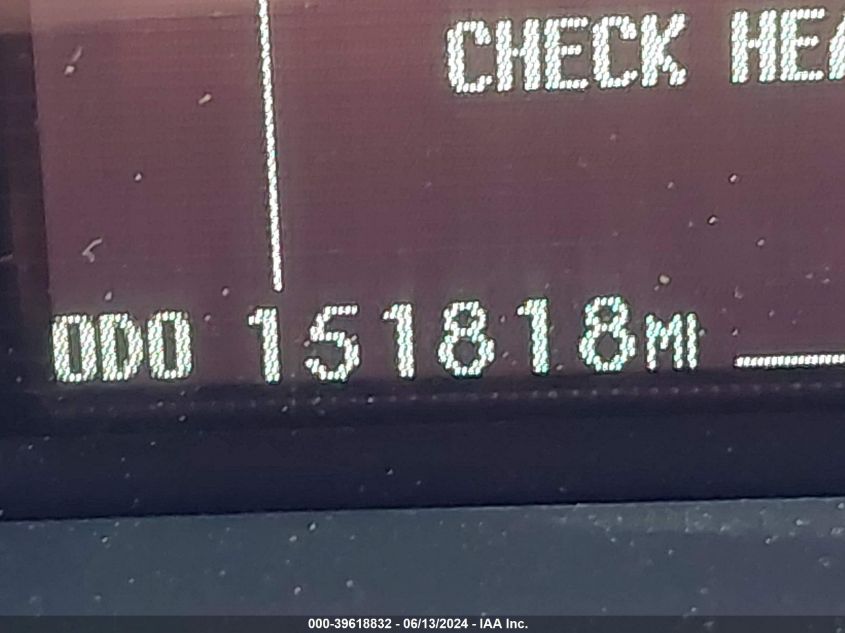 CHECK
ODO 151818MI
000-39618832 - 06/13/2024 - IAA Inc.